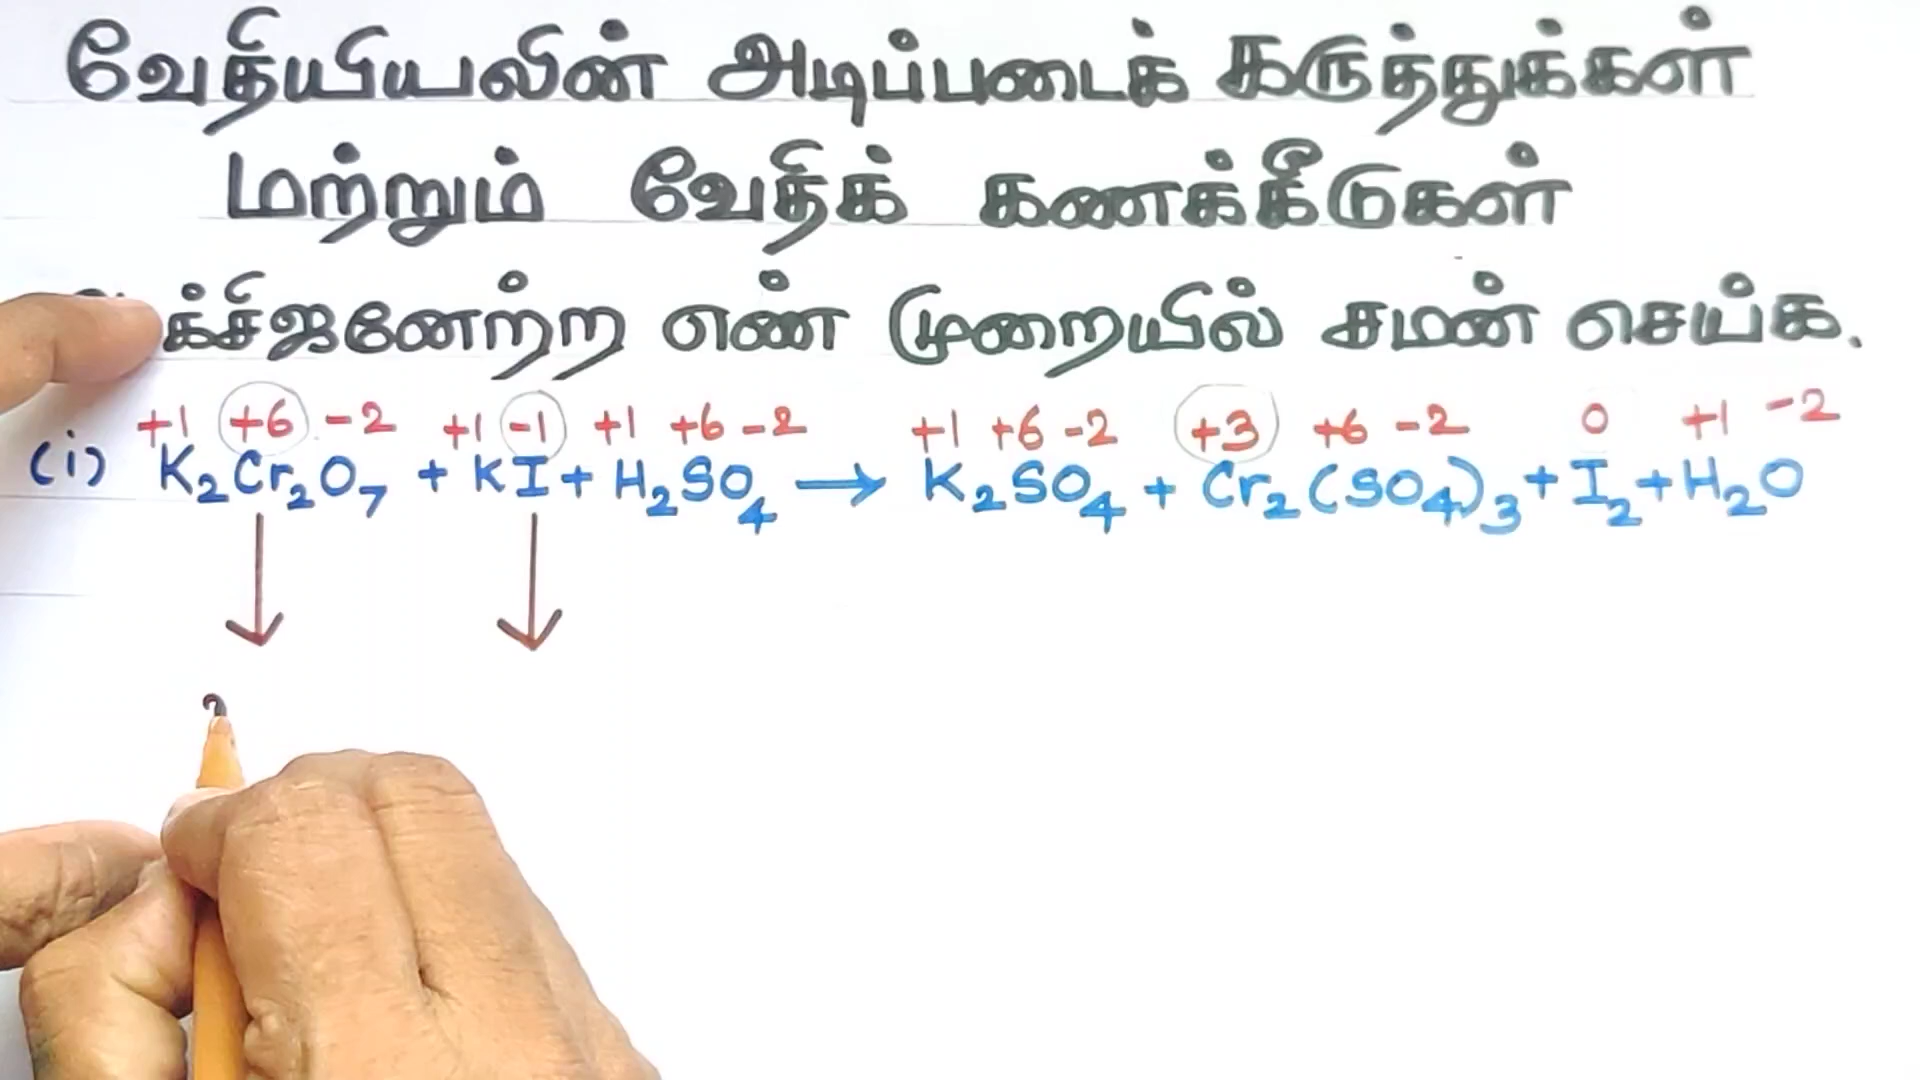 வேதியியலின் அடிப்படைக் கருத்துக்கள்
மற்றும் வேதிக் கணக்கீடுகள்
எண் முறையில் சமன் செய்க.
+1 +6 -2 +1 -1 +1 +6 -2 +1 +6 -2 +3 +6 -2 0 +1 -2
(i) K₂Cr₂O₇ + KI + H₂SO₄ → K₂SO₄ + Cr₂(SO₄)₃ + I₂ + H₂O